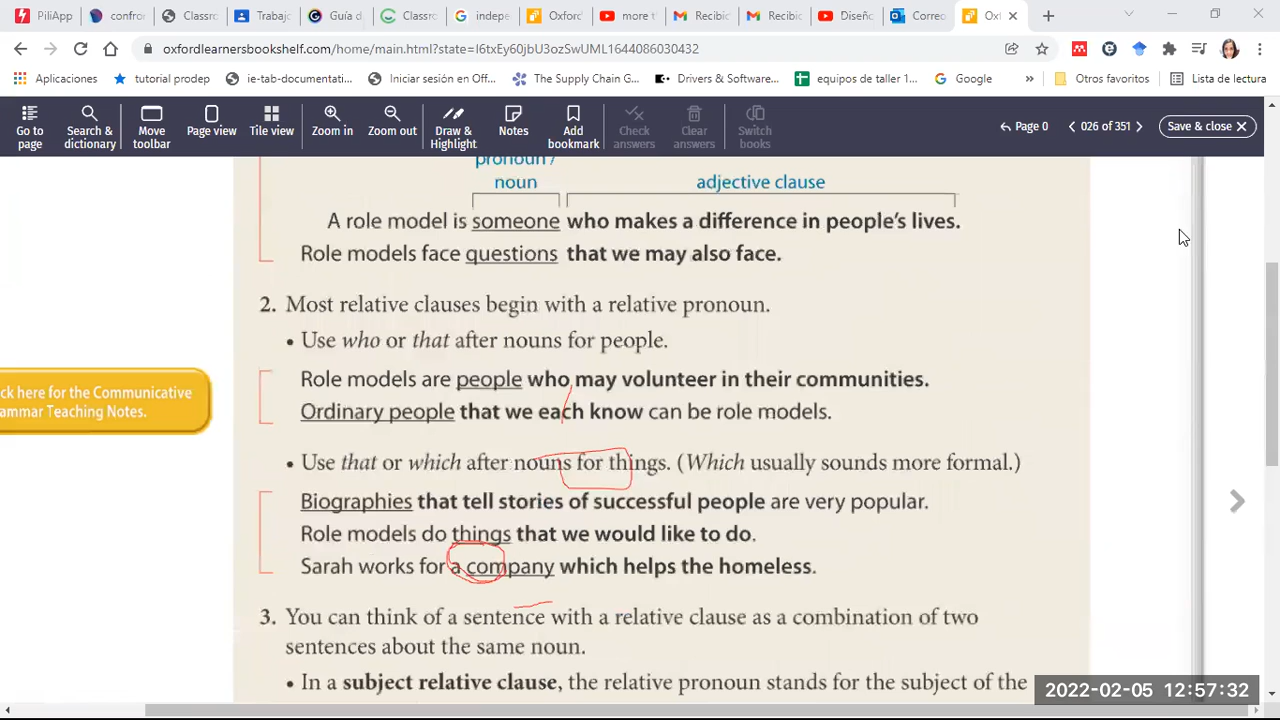 PiliApp
confror
Classro
Trabajo
Guía d
Classro
indepe
Oxford
more t
Recibic
Recibic
Diseño
Correo
Oxf
oxfordlearnersbookshelf.com/home/main.html?state=I6txEy60jbU3ozSwUML1644086030432
Aplicaciones
tutorial prodep
ie-tab-documentati...
Iniciar sesión en Off...
The Supply Chain G...
Drivers & Software...
equipos de taller 1...
Google
»
Otros favoritos
Lista de lectura
Go to page
Search & dictionary
Move toolbar
Page view
Tile view
Zoom in
Zoom out
Draw & Highlight
Notes
Add bookmark
Check answers
Clear answers
Switch books
Page 0
026 of 351
Save & close
pronoun /
noun
adjective clause
A role model is someone who makes a difference in people's lives.
Role models face questions that we may also face.
2. Most relative clauses begin with a relative pronoun.
• Use who or that after nouns for people.
Role models are people who may volunteer in their communities.
Ordinary people that we each know can be role models.
• Use that or which after nouns for things. (Which usually sounds more formal.)
Biographies that tell stories of successful people are very popular.
Role models do things that we would like to do.
Sarah works for a company which helps the homeless.
3. You can think of a sentence with a relative clause as a combination of two
sentences about the same noun.
• In a subject relative clause, the relative pronoun stands for the subject of the
ck here for the Communicative
ammar Teaching Notes.
2022-02-05 12:57:32